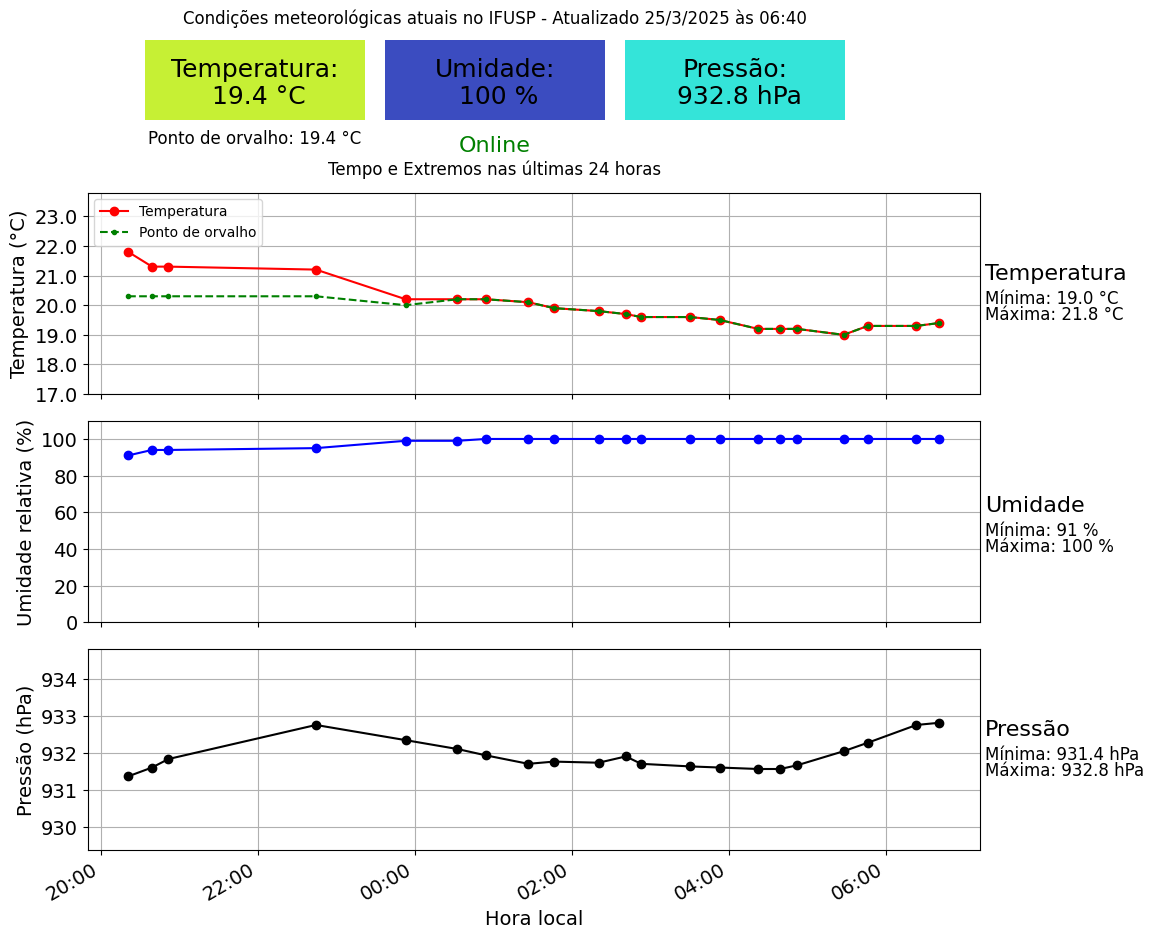 Condições meteorológicas atuais no IFUSP - Atualizado 25/3/2025 às 06:40
Temperatura:
19.4 °C
Umidade:
100 %
Pressão:
932.8 hPa
Ponto de orvalho: 19.4 °C
Online
Tempo e Extremos nas últimas 24 horas
Temperatura (°C)
23.0
22.0
21.0
20.0
19.0
18.0
17.0
Temperatura
Ponto de orvalho
Temperatura
Mínima: 19.0 °C
Máxima: 21.8 °C
Umidade relativa (%)
100
80
60
40
20
0
Umidade
Mínima: 91 %
Máxima: 100 %
Pressão (hPa)
934
933
932
931
930
Pressão
Mínima: 931.4 hPa
Máxima: 932.8 hPa
20:00
22:00
00:00
02:00
04:00
06:00
Hora local